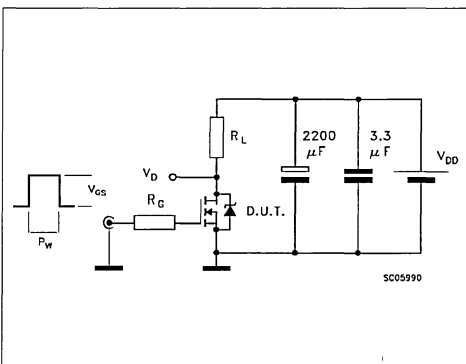 R_L
2200 μF
3.3 μF
V_DD
V_D
V_GS
R_G
D.U.T.
P_W
SC05990